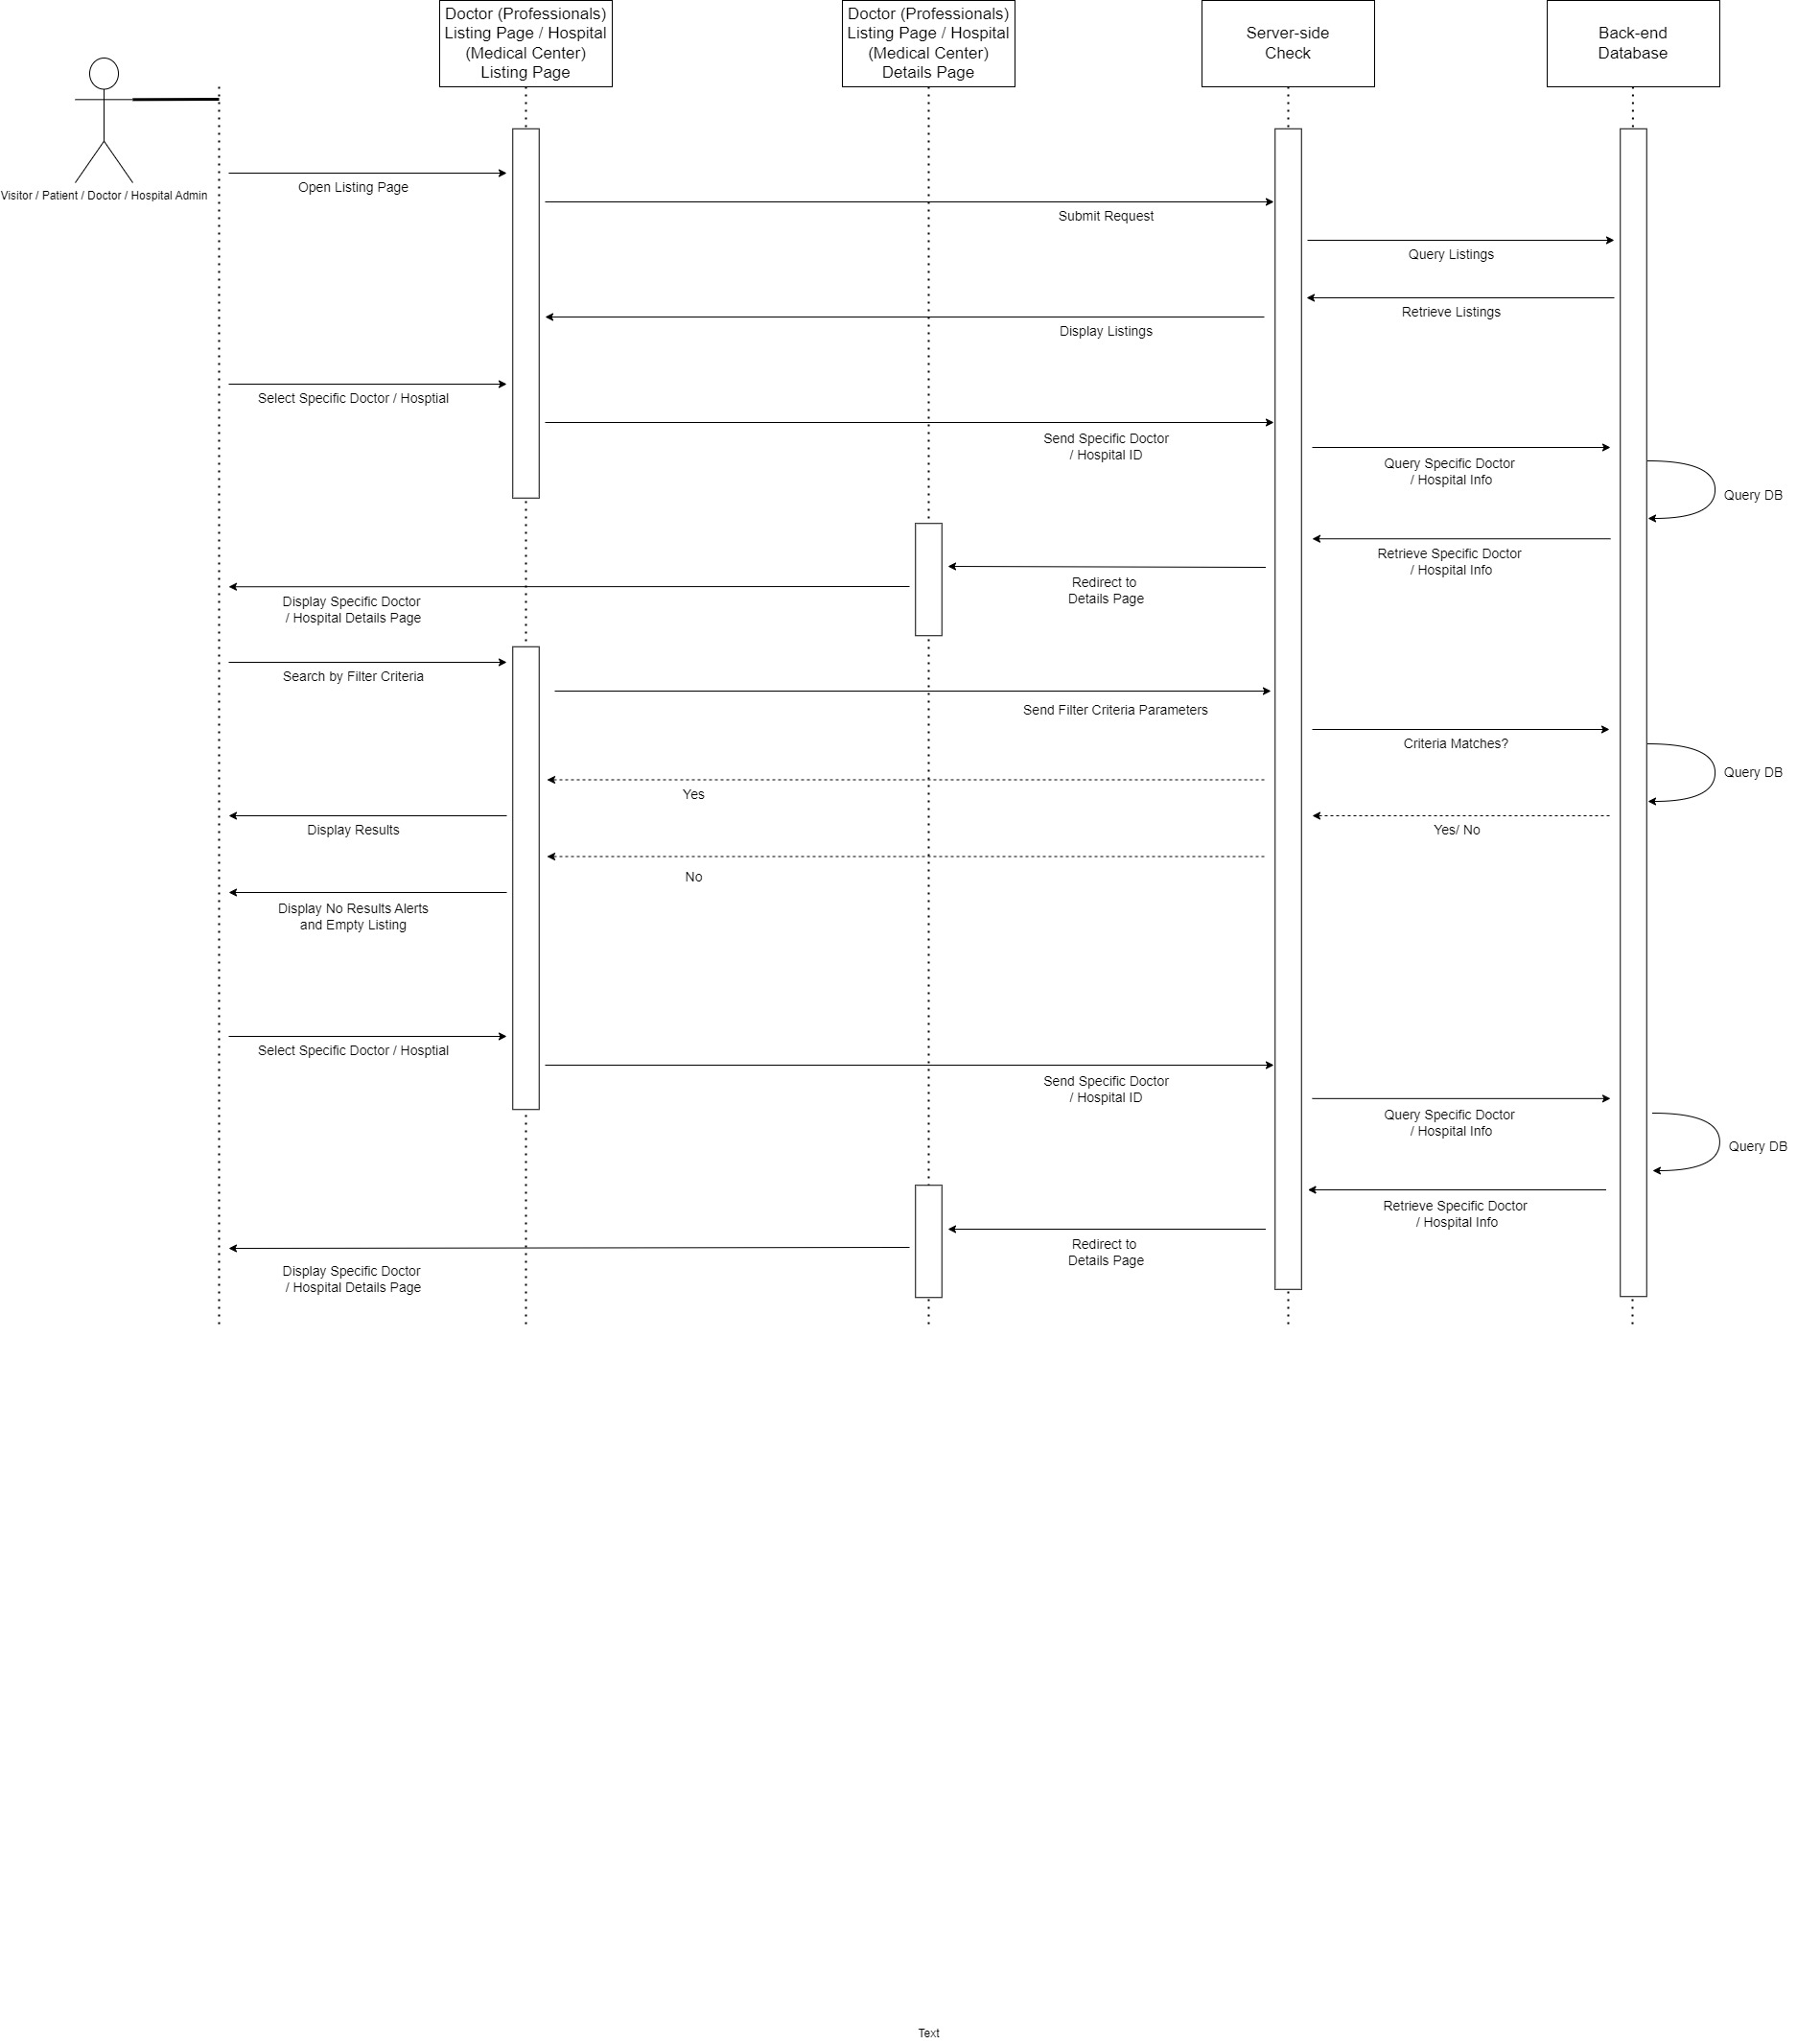 Doctor (Professionals)
Listing Page / Hospital
(Medical Center)
Listing Page
Doctor (Professionals)
Listing Page / Hospital
(Medical Center)
Details Page
Server-side
Check
Back-end
Database
Visitor / Patient / Doctor / Hospital Admin
Open Listing Page
Submit Request
Query Listings
Retrieve Listings
Display Listings
Select Specific Doctor / Hosptial
Send Specific Doctor
/ Hospital ID
Query Specific Doctor
/ Hospital Info
Query DB
Retrieve Specific Doctor
/ Hospital Info
Redirect to
Details Page
Display Specific Doctor
/ Hospital Details Page
Search by Filter Criteria
Send Filter Criteria Parameters
Criteria Matches?
Query DB
Yes
Display Results
Yes/ No
No
Display No Results Alerts
and Empty Listing
Select Specific Doctor / Hosptial
Send Specific Doctor
/ Hospital ID
Query Specific Doctor
/ Hospital Info
Query DB
Retrieve Specific Doctor
/ Hospital Info
Redirect to
Details Page
Display Specific Doctor
/ Hospital Details Page
Text